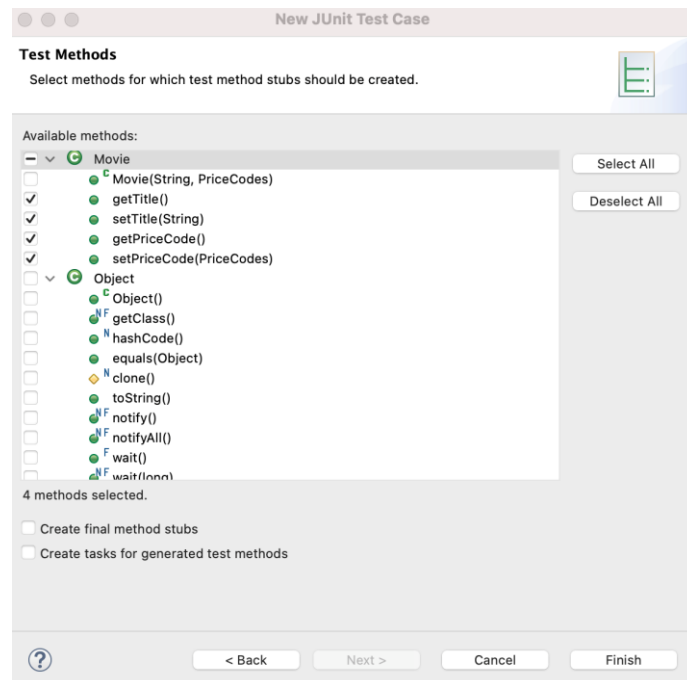 New JUnit Test Case
Test Methods
Select methods for which test method stubs should be created.
Available methods:
C Movie
C Movie(String, PriceCodes)
getTitle()
setTitle(String)
getPriceCode()
setPriceCode(PriceCodes)
C Object
C Object()
N F getClass()
N hashCode()
equals(Object)
N clone()
toString()
N F notify()
N F notifyAll()
F wait()
N F wait(long)
Select All
Deselect All
4 methods selected.
Create final method stubs
Create tasks for generated test methods
? < Back Next > Cancel Finish